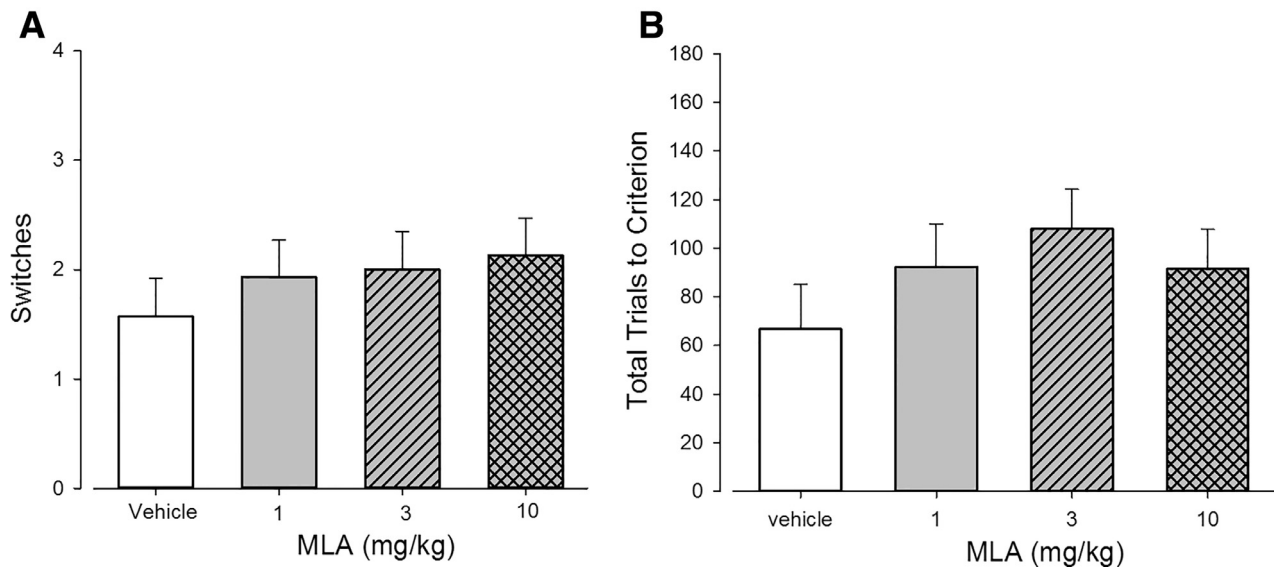 A
Switches
4
3
2
1
0
Vehicle 1 3 10
MLA (mg/kg)
B
Total Trials to Criterion
180
160
140
120
100
80
60
40
20
0
vehicle 1 3 10
MLA (mg/kg)